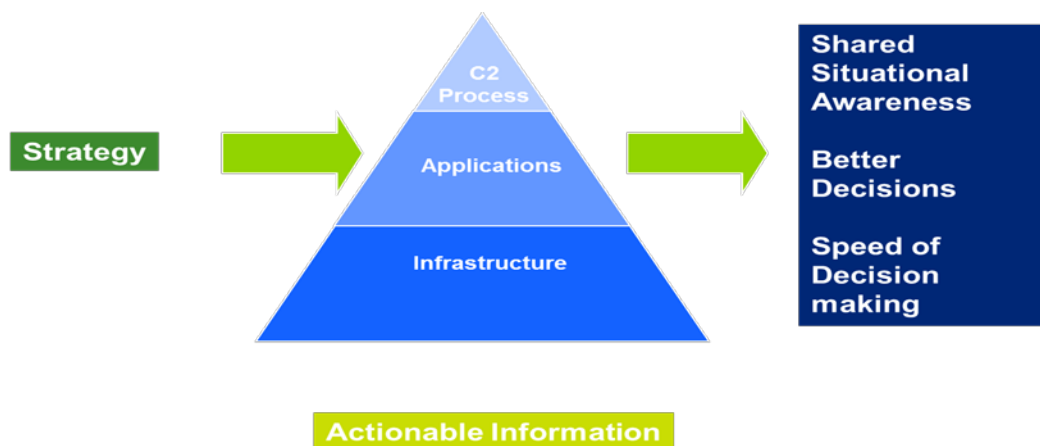 Strategy
C2
Process
Applications
Infrastructure
Shared
Situational
Awareness
Better
Decisions
Speed of
Decision
making
Actionable Information